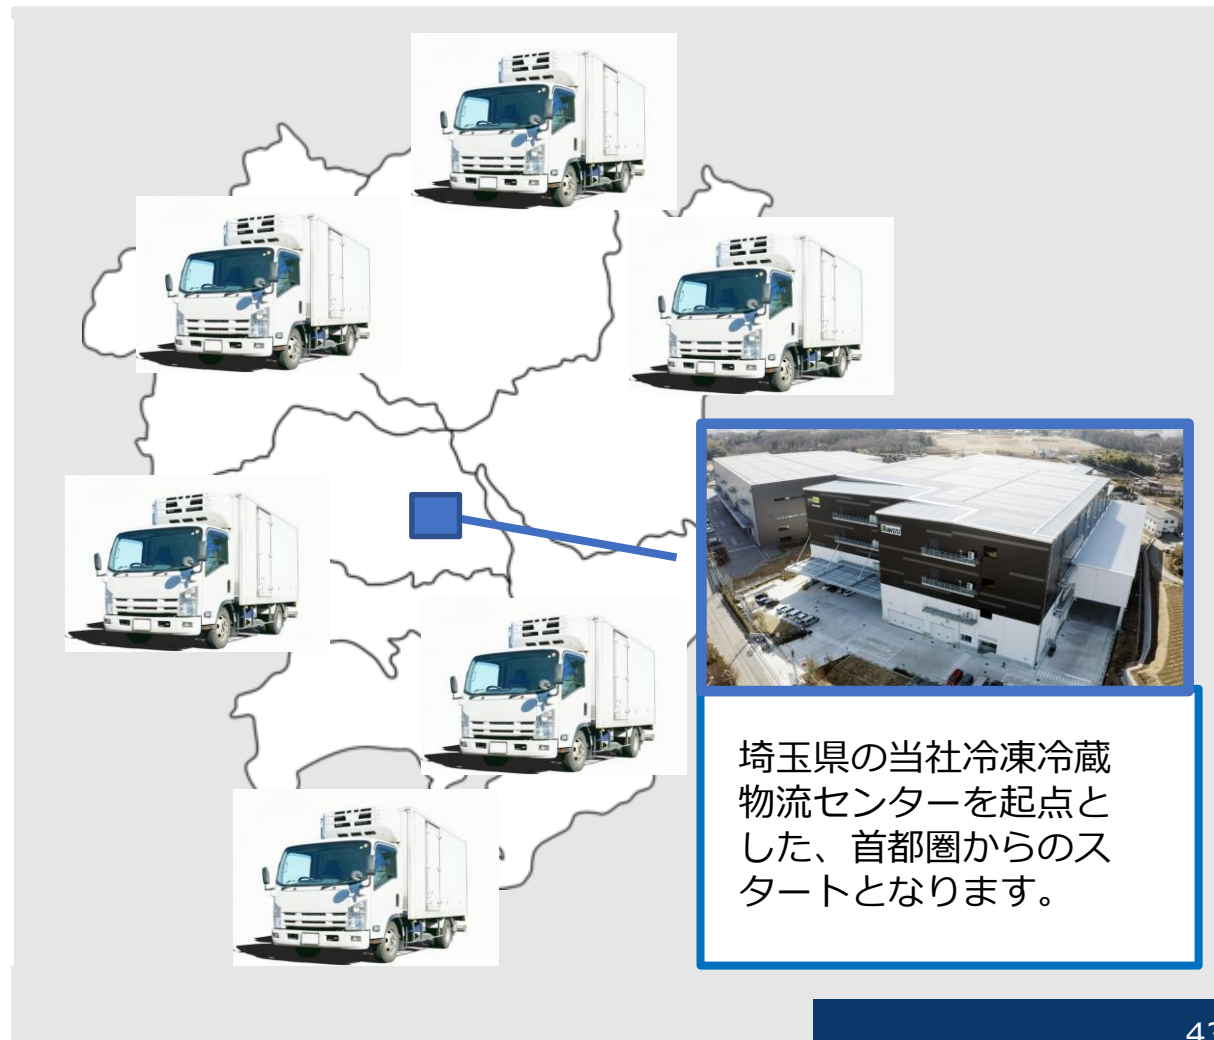 埼玉県の当社冷凍冷蔵
物流センターを起点と
した、首都圏からのス
タートとなります。